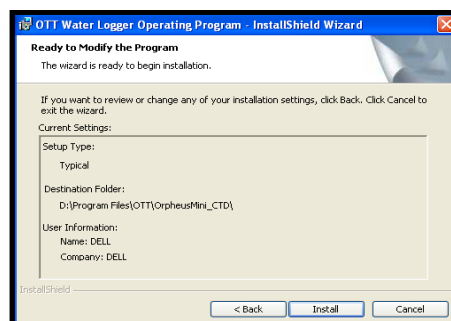 OTT Water Logger Operating Program - InstallShield Wizard
Ready to Modify the Program
The wizard is ready to begin installation.
If you want to review or change any of your installation settings, click Back. Click Cancel to
exit the wizard.
Current Settings:
Setup Type:
Typical
Destination Folder:
D:\Program Files\OTT\OrpheusMini_CTD\
User Information:
Name: DELL
Company: DELL
InstallShield
< Back Install Cancel